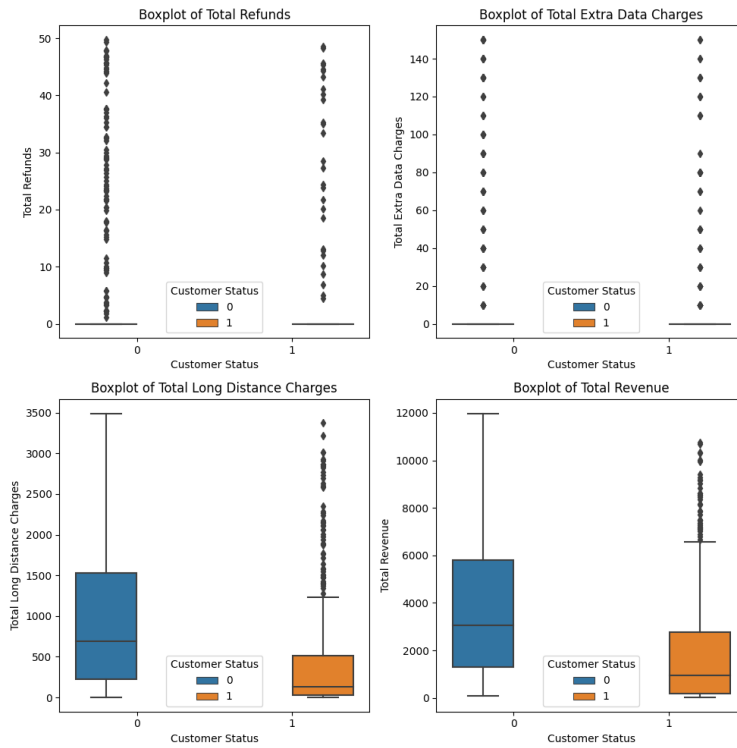 Boxplot of Total Refunds
Total Refunds
50
40
30
20
10
0
Customer Status
0
1
0 1
Customer Status
Boxplot of Total Extra Data Charges
Total Extra Data Charges
140
120
100
80
60
40
20
0
Customer Status
0
1
0 1
Customer Status
Boxplot of Total Long Distance Charges
Total Long Distance Charges
3500
3000
2500
2000
1500
1000
500
0
Customer Status
0
1
0 1
Customer Status
Boxplot of Total Revenue
Total Revenue
12000
10000
8000
6000
4000
2000
0
Customer Status
0
1
0 1
Customer Status